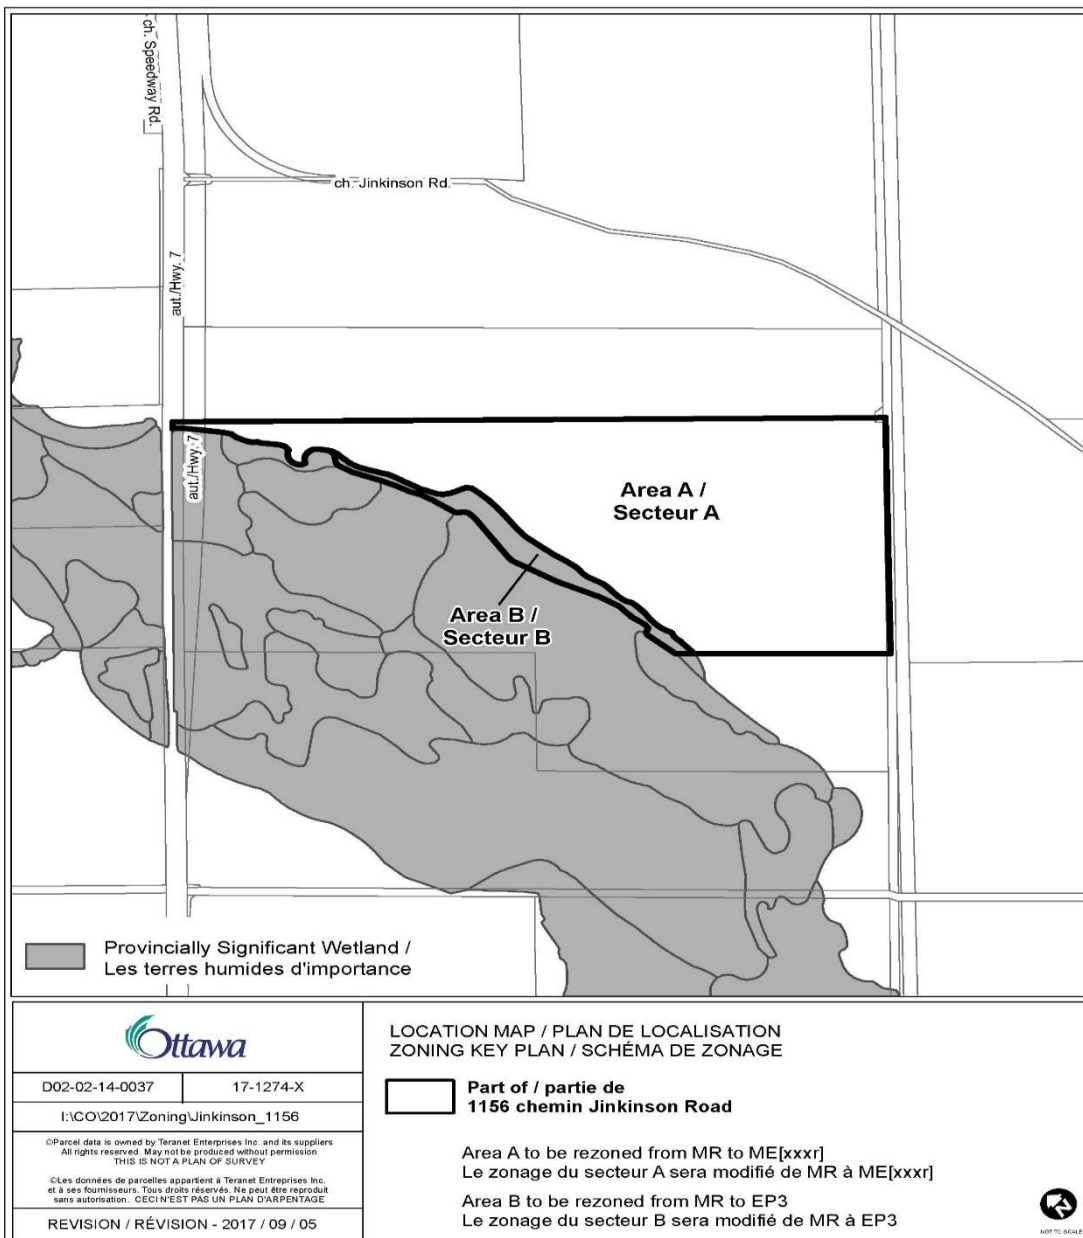 ch. Speedway Rd.
ch. Jinkinson Rd.
aut./Hwy. 7
aut./Hwy. 7
Area A /
Secteur A
Area B /
Secteur B
Provincially Significant Wetland /
Les terres humides d'importance
Ottawa
D02-02-14-0037
17-1274-X
I:\CO\2017\Zoning\Jinkinson_1156
©Parcel data is owned by Teranet Enterprises Inc. and its suppliers
All rights reserved. May not be produced without permission
THIS IS NOT A PLAN OF SURVEY
©Les données de parcelles appartient à Teranet Entreprises Inc.
et à ses fournisseurs. Tous droits réservés. Ne peut être reproduit
sans autorisation. CECI N'EST PAS UN PLAN D'ARPENTAGE
REVISION / RÉVISION - 2017 / 09 / 05
LOCATION MAP / PLAN DE LOCALISATION
ZONING KEY PLAN / SCHÉMA DE ZONAGE
Part of / partie de
1156 chemin Jinkinson Road
Area A to be rezoned from MR to ME[xxxr]
Le zonage du secteur A sera modifié de MR à ME[xxxr]
Area B to be rezoned from MR to EP3
Le zonage du secteur B sera modifié de MR à EP3
NOT TO SCALE